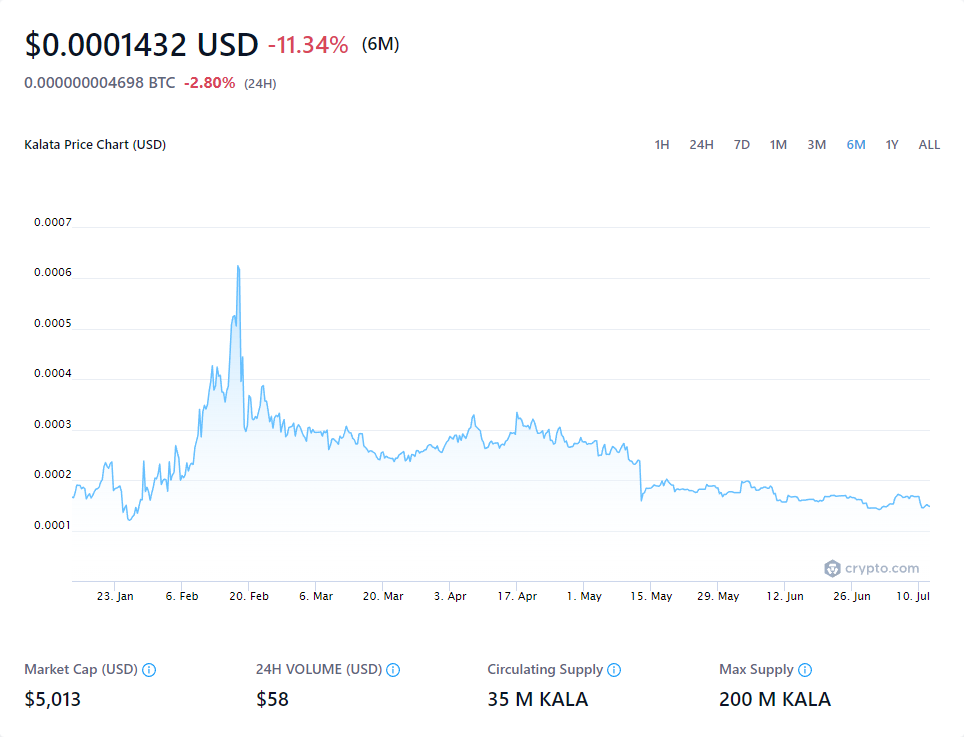 $0.0001432 USD -11.34% (6M)
0.000000004698 BTC -2.80% (24H)
Kalata Price Chart (USD) 1H 24H 7D 1M 3M 6M 1Y ALL
0.0007
0.0006
0.0005
0.0004
0.0003
0.0002
0.0001
crypto.com
23. Jan 6. Feb 20. Feb 6. Mar 20. Mar 3. Apr 17. Apr 1. May 15. May 29. May 12. Jun 26. Jun 10. Jul
Market Cap (USD) 24H VOLUME (USD) Circulating Supply Max Supply
$5,013 $58 35 M KALA 200 M KALA